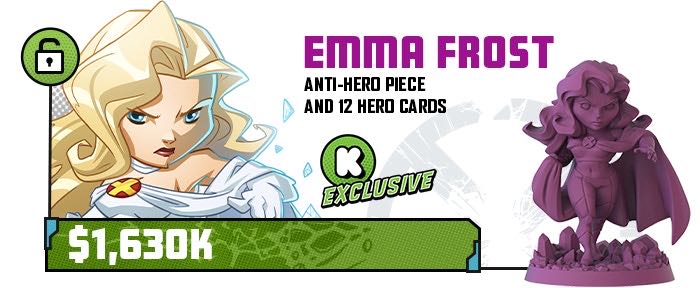 EMMA FROST
ANTI-HERO PIECE
AND 12 HERO CARDS
K
EXCLUSIVE
$1,630K